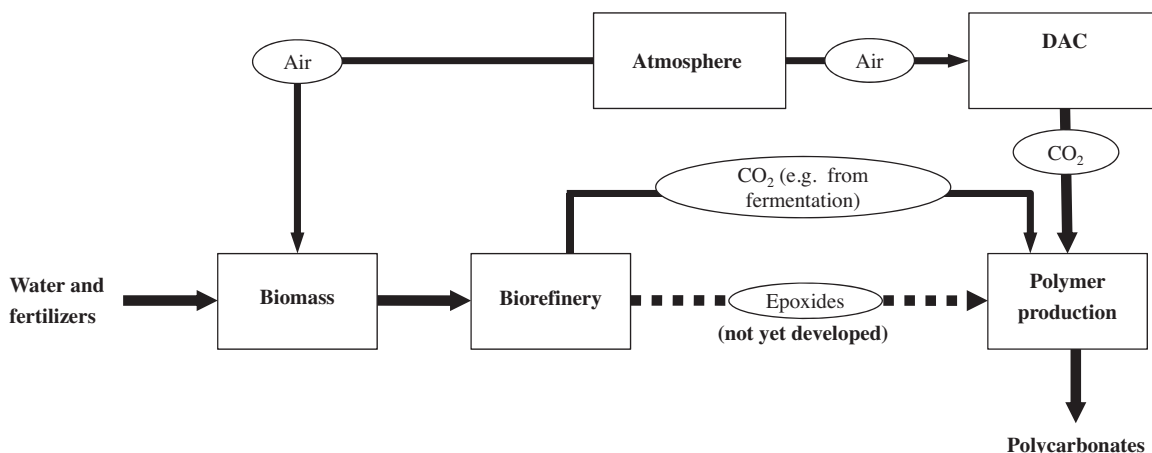 Air
Atmosphere
Air
DAC
CO₂
CO₂ (e.g. from
fermentation)
Water and
fertilizers
Biomass
Biorefinery
Epoxides
(not yet developed)
Polymer
production
Polycarbonates